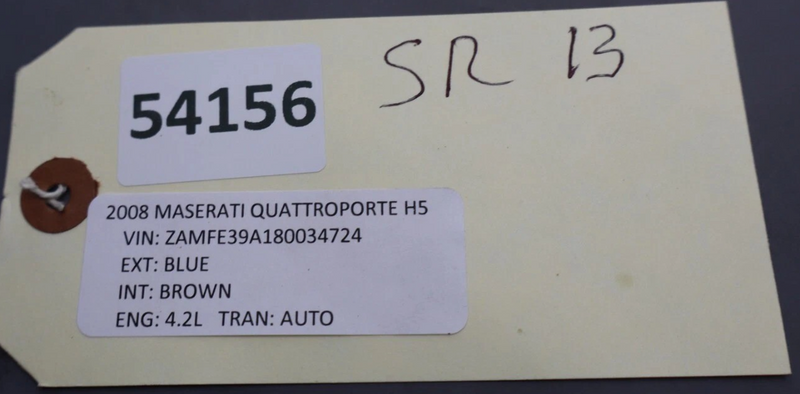 SR 13
54156
2008 MASERATI QUATTROPORTE H5
VIN: ZAMFE39A180034724
EXT: BLUE
INT: BROWN
ENG: 4.2L TRAN: AUTO